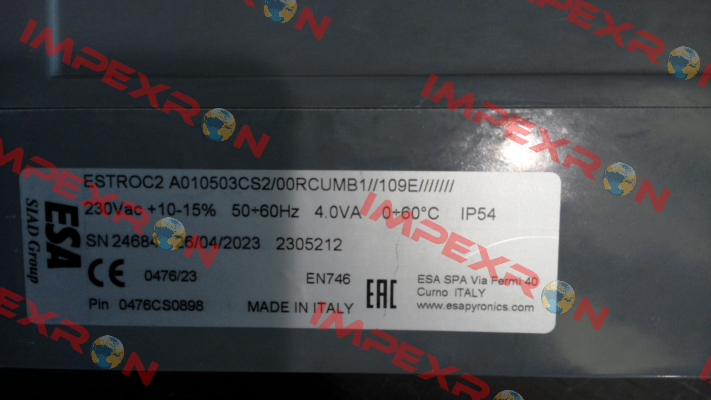 IMPEXRON
IMPEXRON
IMPEXRON
IMPEXRON
IMPEXRON
ESA
SIAD Group
ESTROC2 A010503CS2/00RCUMB1//109E///////
230Vac +10-15% 50÷60Hz 4.0VA 0÷60°C IP54
SN 24684 26/04/2023 2305212
CE 0476/23 EN746 EAC ESA SPA Via Fermi 40
Curno ITALY
Pin 0476CS0898 MADE IN ITALY www.esapyronics.com